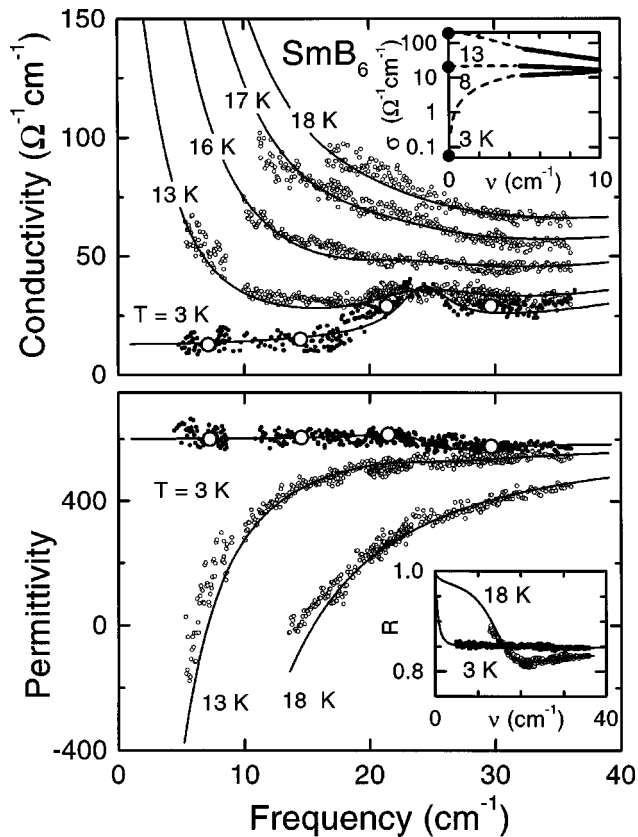 150
100
50
0
Conductivity (Ω⁻¹cm⁻¹)
SmB₆
18 K
17 K
16 K
13 K
T = 3 K
σ (Ω⁻¹cm⁻¹)
100
10
1
0.1
13
8
3 K
0
10
ν (cm⁻¹)
400
0
-400
Permittivity
T = 3 K
13 K
18 K
R
1.0
0.8
18 K
3 K
0
20
40
ν (cm⁻¹)
0
10
20
30
40
Frequency (cm⁻¹)